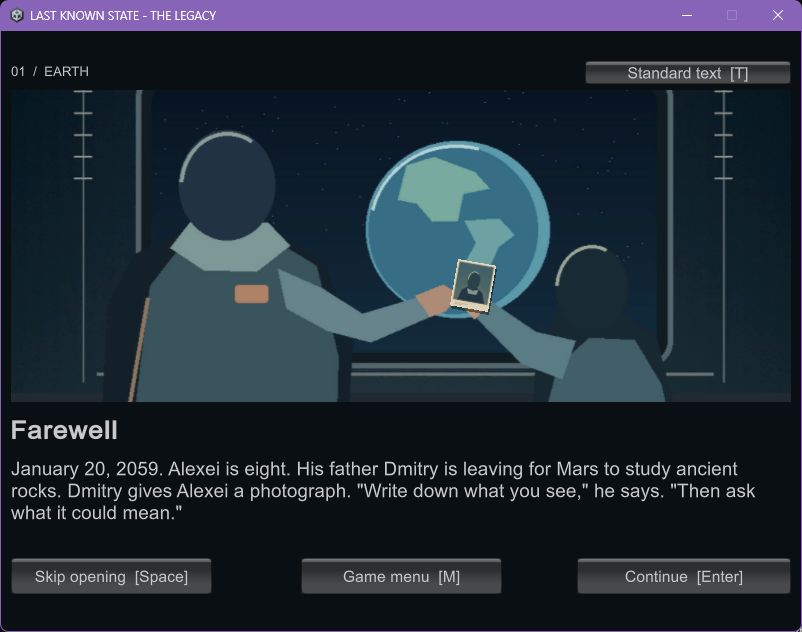 LAST KNOWN STATE - THE LEGACY
01 / EARTH
Standard text [T]
Farewell
January 20, 2059. Alexei is eight. His father Dmitry is leaving for Mars to study ancient
rocks. Dmitry gives Alexei a photograph. "Write down what you see," he says. "Then ask
what it could mean."
Skip opening [Space]
Game menu [M]
Continue [Enter]